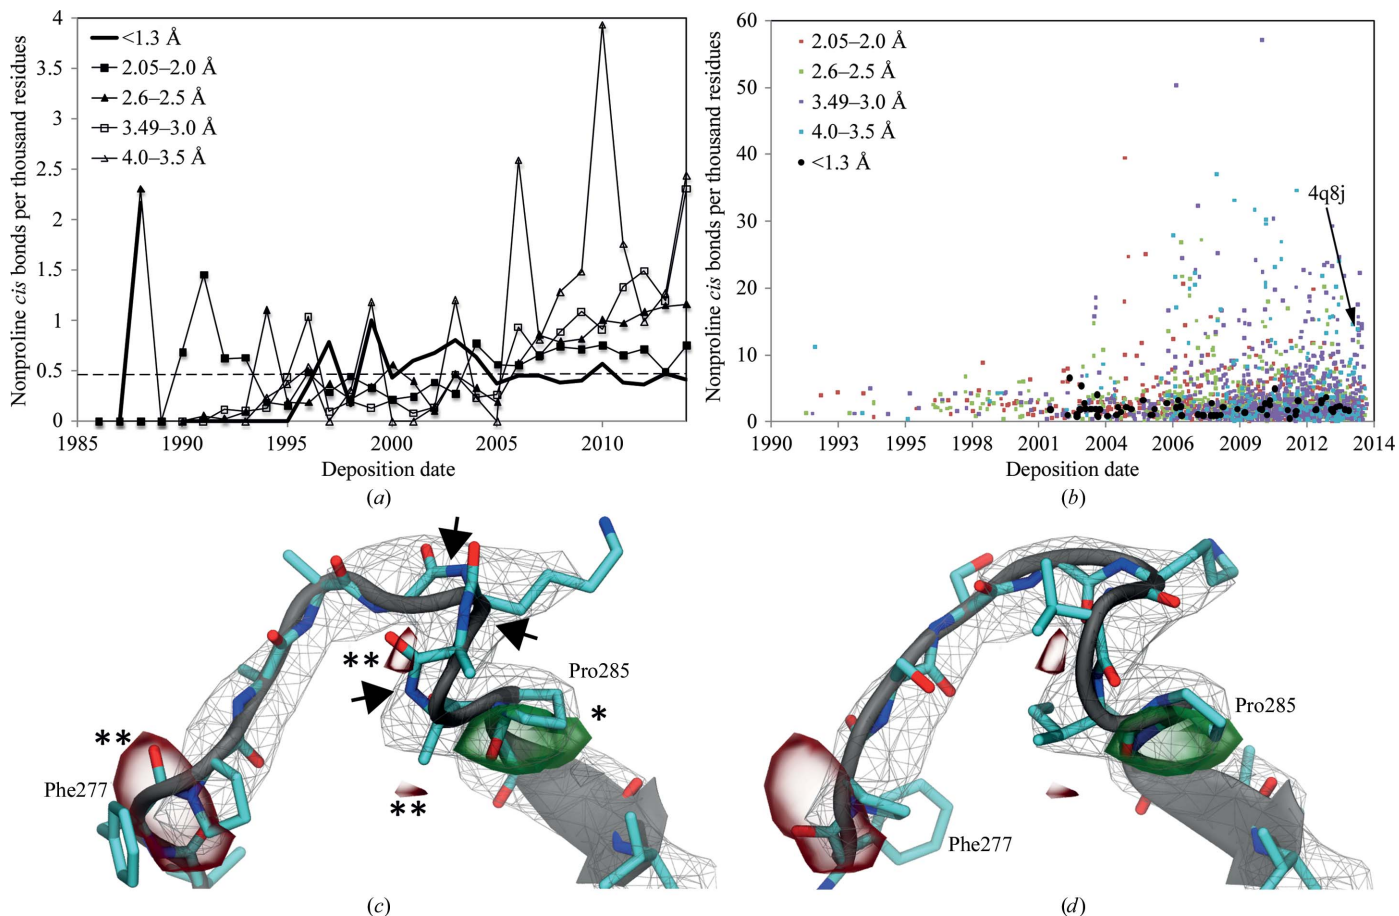 Nonproline cis bonds per thousand residues
4
3.5
3
2.5
2
1.5
1
0.5
0
<1.3 Å
2.05–2.0 Å
2.6–2.5 Å
3.49–3.0 Å
4.0–3.5 Å
1985 1990 1995 2000 2005 2010
Deposition date
(a)
Nonproline cis bonds per thousand residues
60
50
40
30
20
10
0
2.05–2.0 Å
2.6–2.5 Å
3.49–3.0 Å
4.0–3.5 Å
<1.3 Å
4q8j
1990 1993 1995 1998 2001 2004 2006 2009 2012 2014
Deposition date
(b)
**
Pro285
*
**
Phe277
**
(c)
Pro285
Phe277
(d)